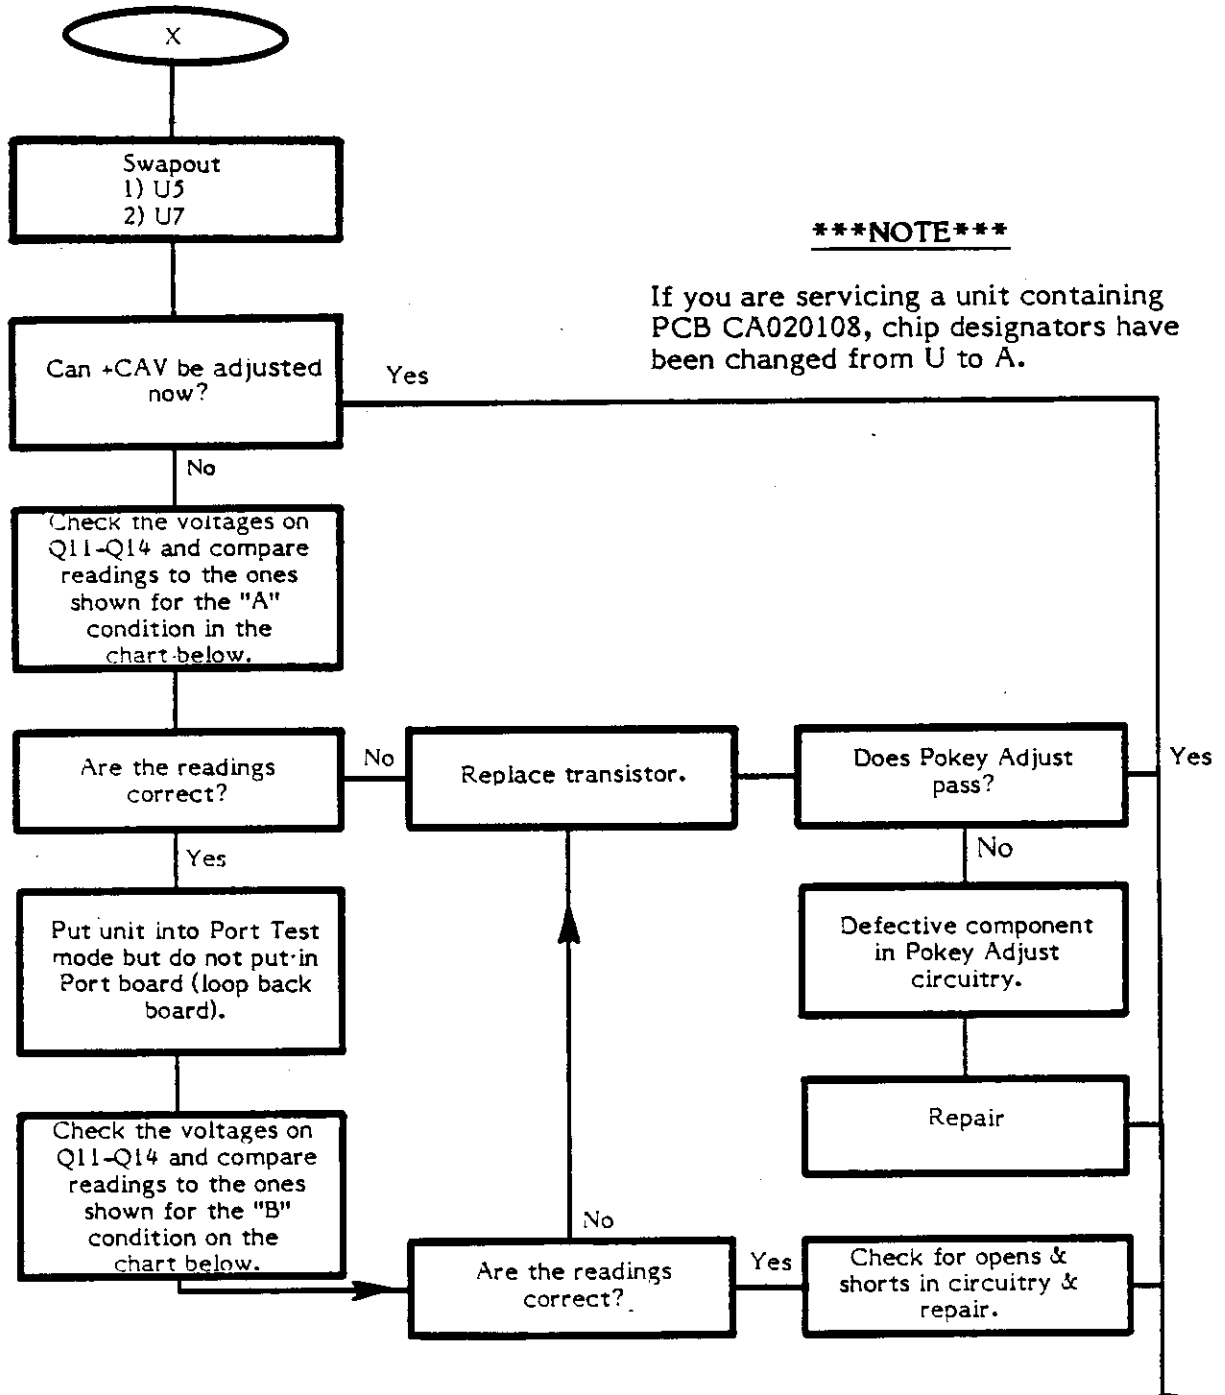 X
Swapout
1) U5
2) U7
***NOTE***
If you are servicing a unit containing
PCB CA020108, chip designators have
been changed from U to A.
Can +CAV be adjusted
now?
Yes
No
Check the voltages on
Q11-Q14 and compare
readings to the ones
shown for the "A"
condition in the
chart below.
Are the readings
correct?
No
Replace transistor.
Does Pokey Adjust
pass?
Yes
Yes
No
Put unit into Port Test
mode but do not put in
Port board (loop back
board).
Defective component
in Pokey Adjust
circuitry.
Repair
Check the voltages on
Q11-Q14 and compare
readings to the ones
shown for the "B"
condition on the
chart below.
No
Are the readings
correct?
Yes
Check for opens &
shorts in circuitry &
repair.